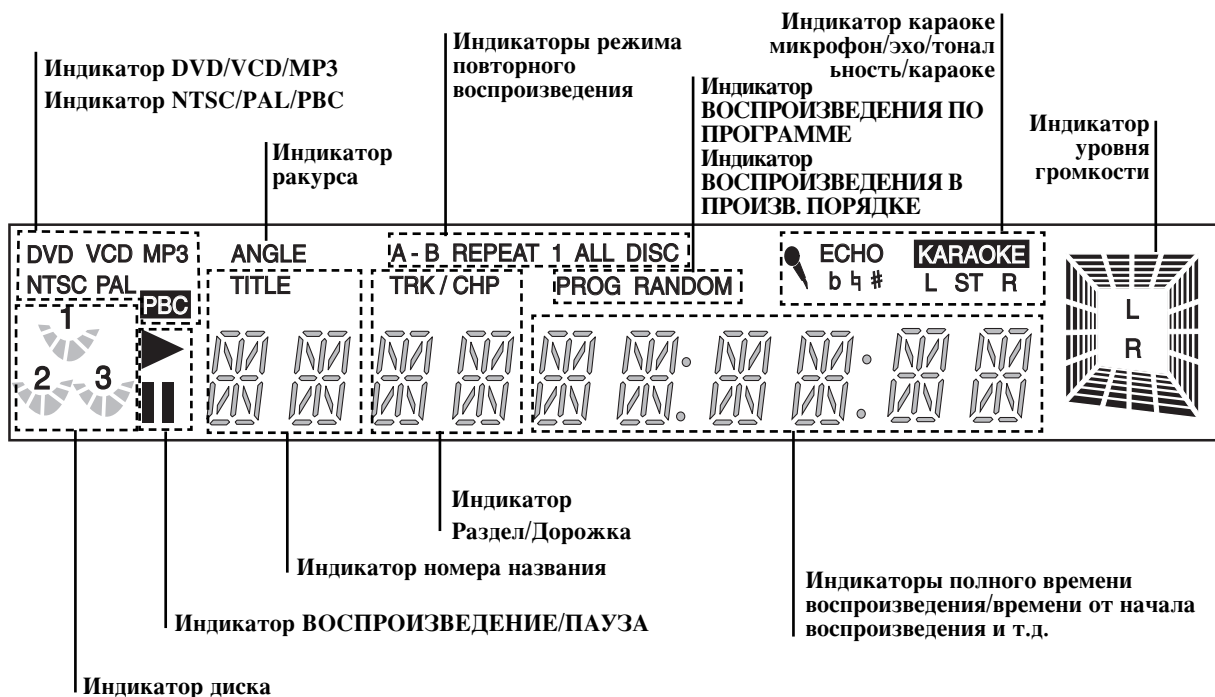 Индикатор DVD/VCD/MP3
Индикатор NTSC/PAL/PBC
Индикатор
ракурса
Индикаторы режима
повторного
воспроизведения
Индикатор караоке
микрофон/эхо/тонал
ьность/караоке
Индикатор
ВОСПРОИЗВЕДЕНИЯ ПО
ПРОГРАММЕ
Индикатор
ВОСПРОИЗВЕДЕНИЯ В
ПРОИЗВ. ПОРЯДКЕ
Индикатор
уровня
громкости
DVD VCD MP3
NTSC PAL
PBC
1
2 3
ANGLE
TITLE
A - B REPEAT 1 ALL DISC
TRK / CHP
PROG RANDOM
ECHO
KARAOKE
b ♮ #
L ST R
L
R
Индикатор
Раздел/Дорожка
Индикатор номера названия
Индикатор ВОСПРОИЗВЕДЕНИЕ/ПАУЗА
Индикатор диска
Индикаторы полного времени
воспроизведения/времени от начала
воспроизведения и т.д.